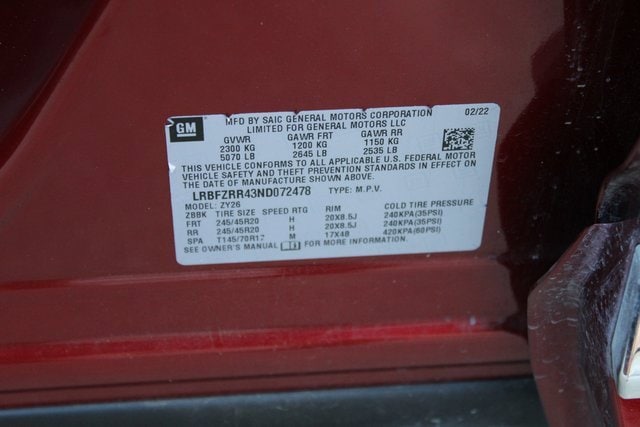 GM
MFD BY SAIC GENERAL MOTORS CORPORATION 02/22
LIMITED FOR GENERAL MOTORS LLC
GVWR GAWR FRT GAWR RR
2300 KG 1200 KG 1150 KG
5070 LB 2645 LB 2535 LB
THIS VEHICLE CONFORMS TO ALL APPLICABLE U.S. FEDERAL MOTOR
VEHICLE SAFETY AND THEFT PREVENTION STANDARDS IN EFFECT ON
THE DATE OF MANUFACTURE SHOWN ABOVE.
LRBFZRR43ND072478 TYPE: M.P.V.
MODEL: ZY26
ZBBK TIRE SIZE SPEED RTG RIM COLD TIRE PRESSURE
FRT 245/45R20 H 20X8.5J 240KPA(35PSI)
RR 245/45R20 H 20X8.5J 240KPA(35PSI)
SPA T145/70R17 M 17X4B 420KPA(60PSI)
SEE OWNER'S MANUAL FOR MORE INFORMATION.